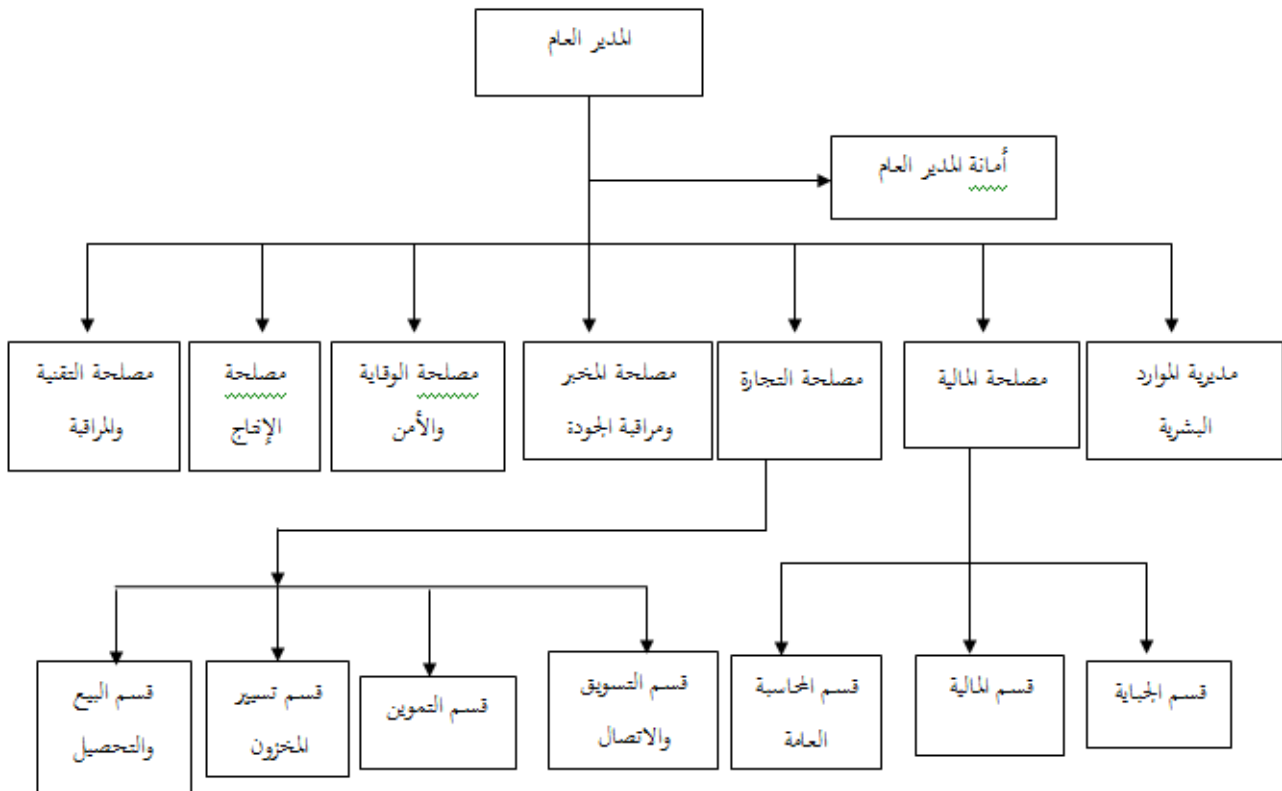 المدير العام
أمانة المدير العام
مديرية الموارد
البشرية
مصلحة المالية
مصلحة التجارة
مصلحة المخبر
ومراقبة الجودة
مصلحة الوقاية
والأمن
مصلحة
الإنتاج
مصلحة التقنية
والمراقبة
قسم الجباية
قسم المالية
قسم المحاسبة
العامة
قسم التسويق
والاتصال
قسم التموين
قسم تسيير
المخزون
قسم البيع
والتحصيل